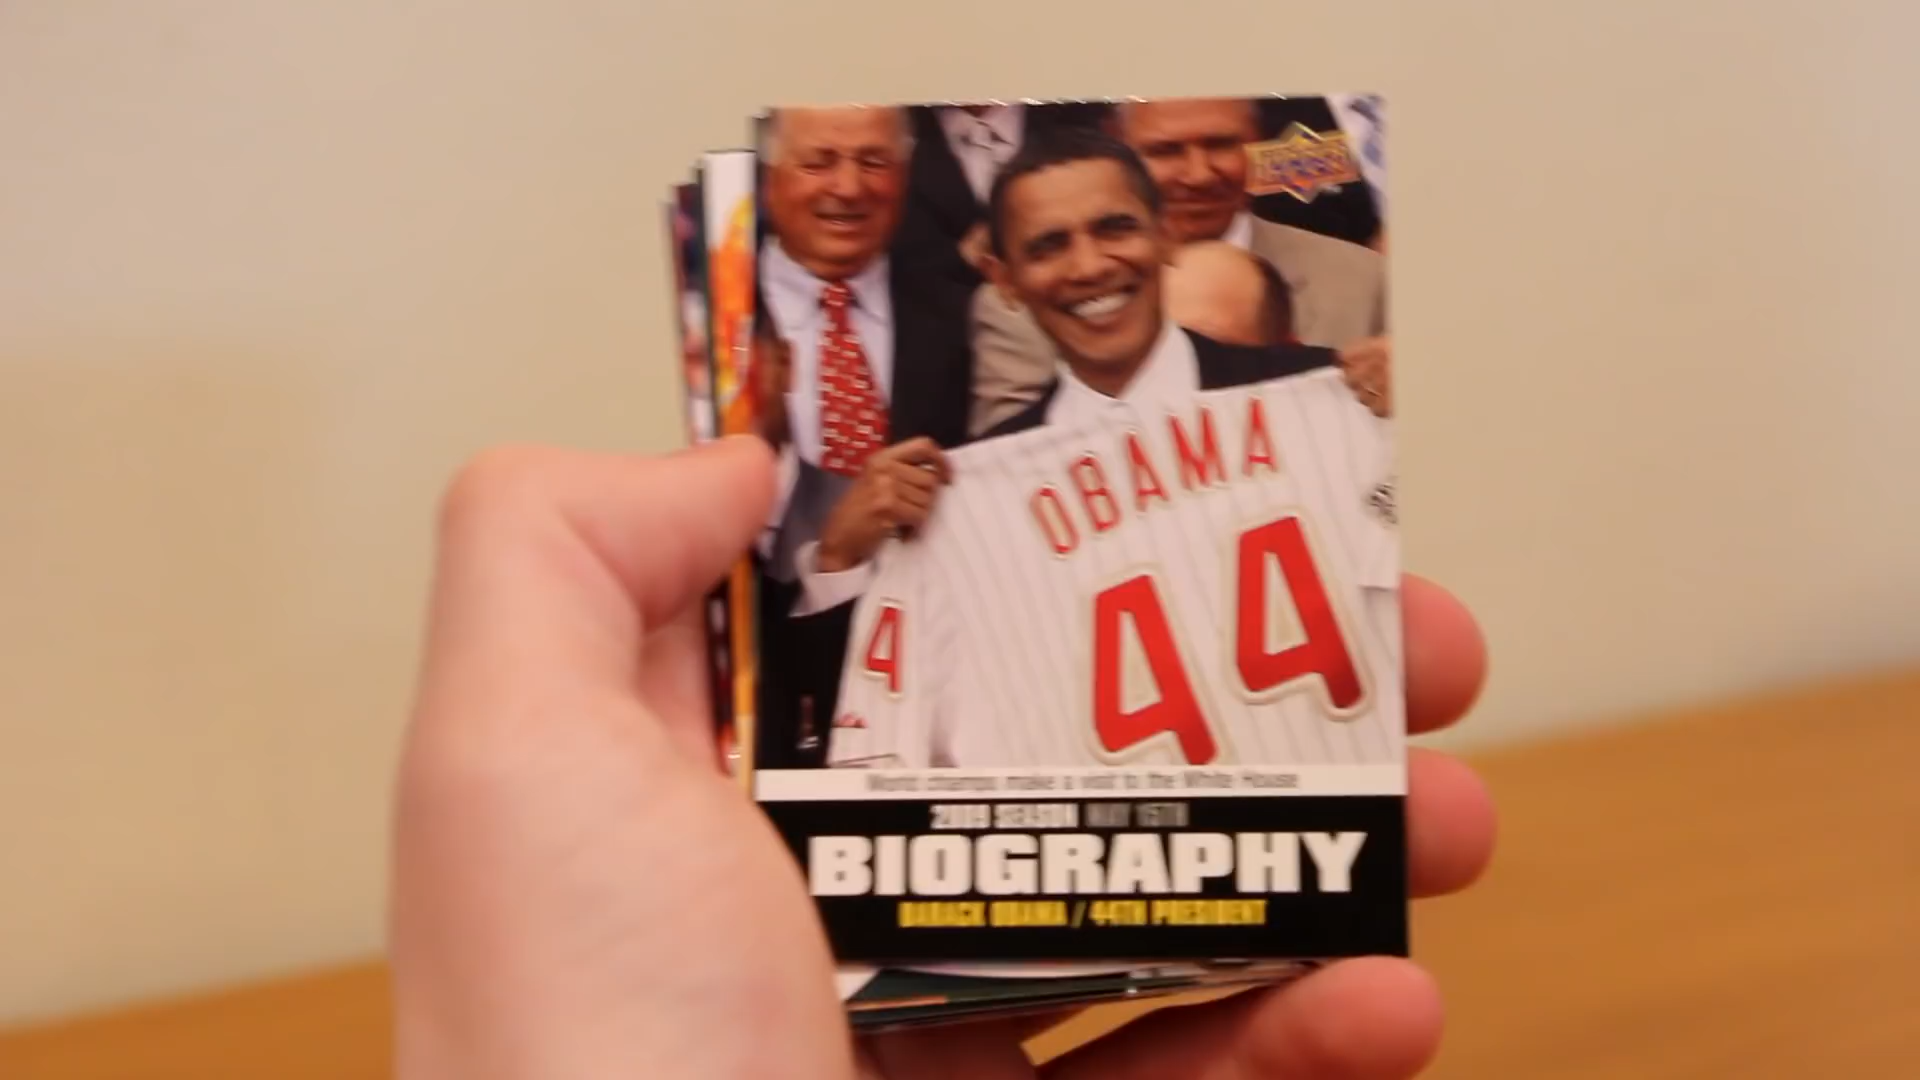 OBAMA
44
4
World champs make a visit to the White House
2009 SEASON MAY 15TH
BIOGRAPHY
BARACK OBAMA / 44TH PRESIDENT